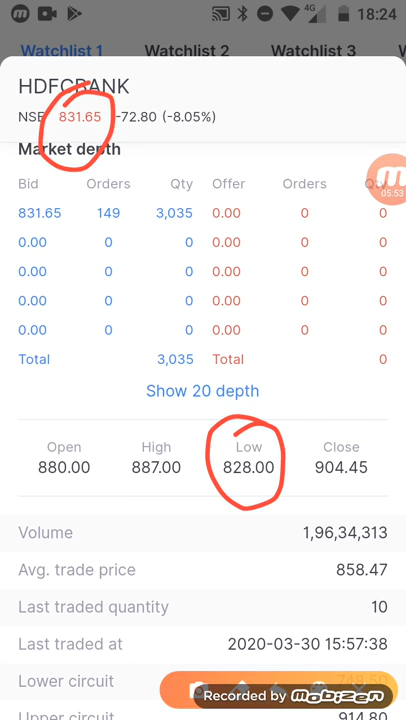 4G 18:24
Watchlist 1 Watchlist 2 Watchlist 3
HDFCBANK
NSE 831.65 -72.80 (-8.05%)
Market depth
Bid Orders Qty Offer Orders
05:53
831.65 149 3,035 0.00 0 0
0.00 0 0 0.00 0 0
0.00 0 0 0.00 0 0
0.00 0 0 0.00 0 0
0.00 0 0 0.00 0 0
Total 3,035 Total 0
Show 20 depth
Open High Low Close
880.00 887.00 828.00 904.45
Volume 1,96,34,313
Avg. trade price 858.47
Last traded quantity 10
Last traded at 2020-03-30 15:57:38
Lower circuit
Recorded by mobizen
Upper circuit 914.80